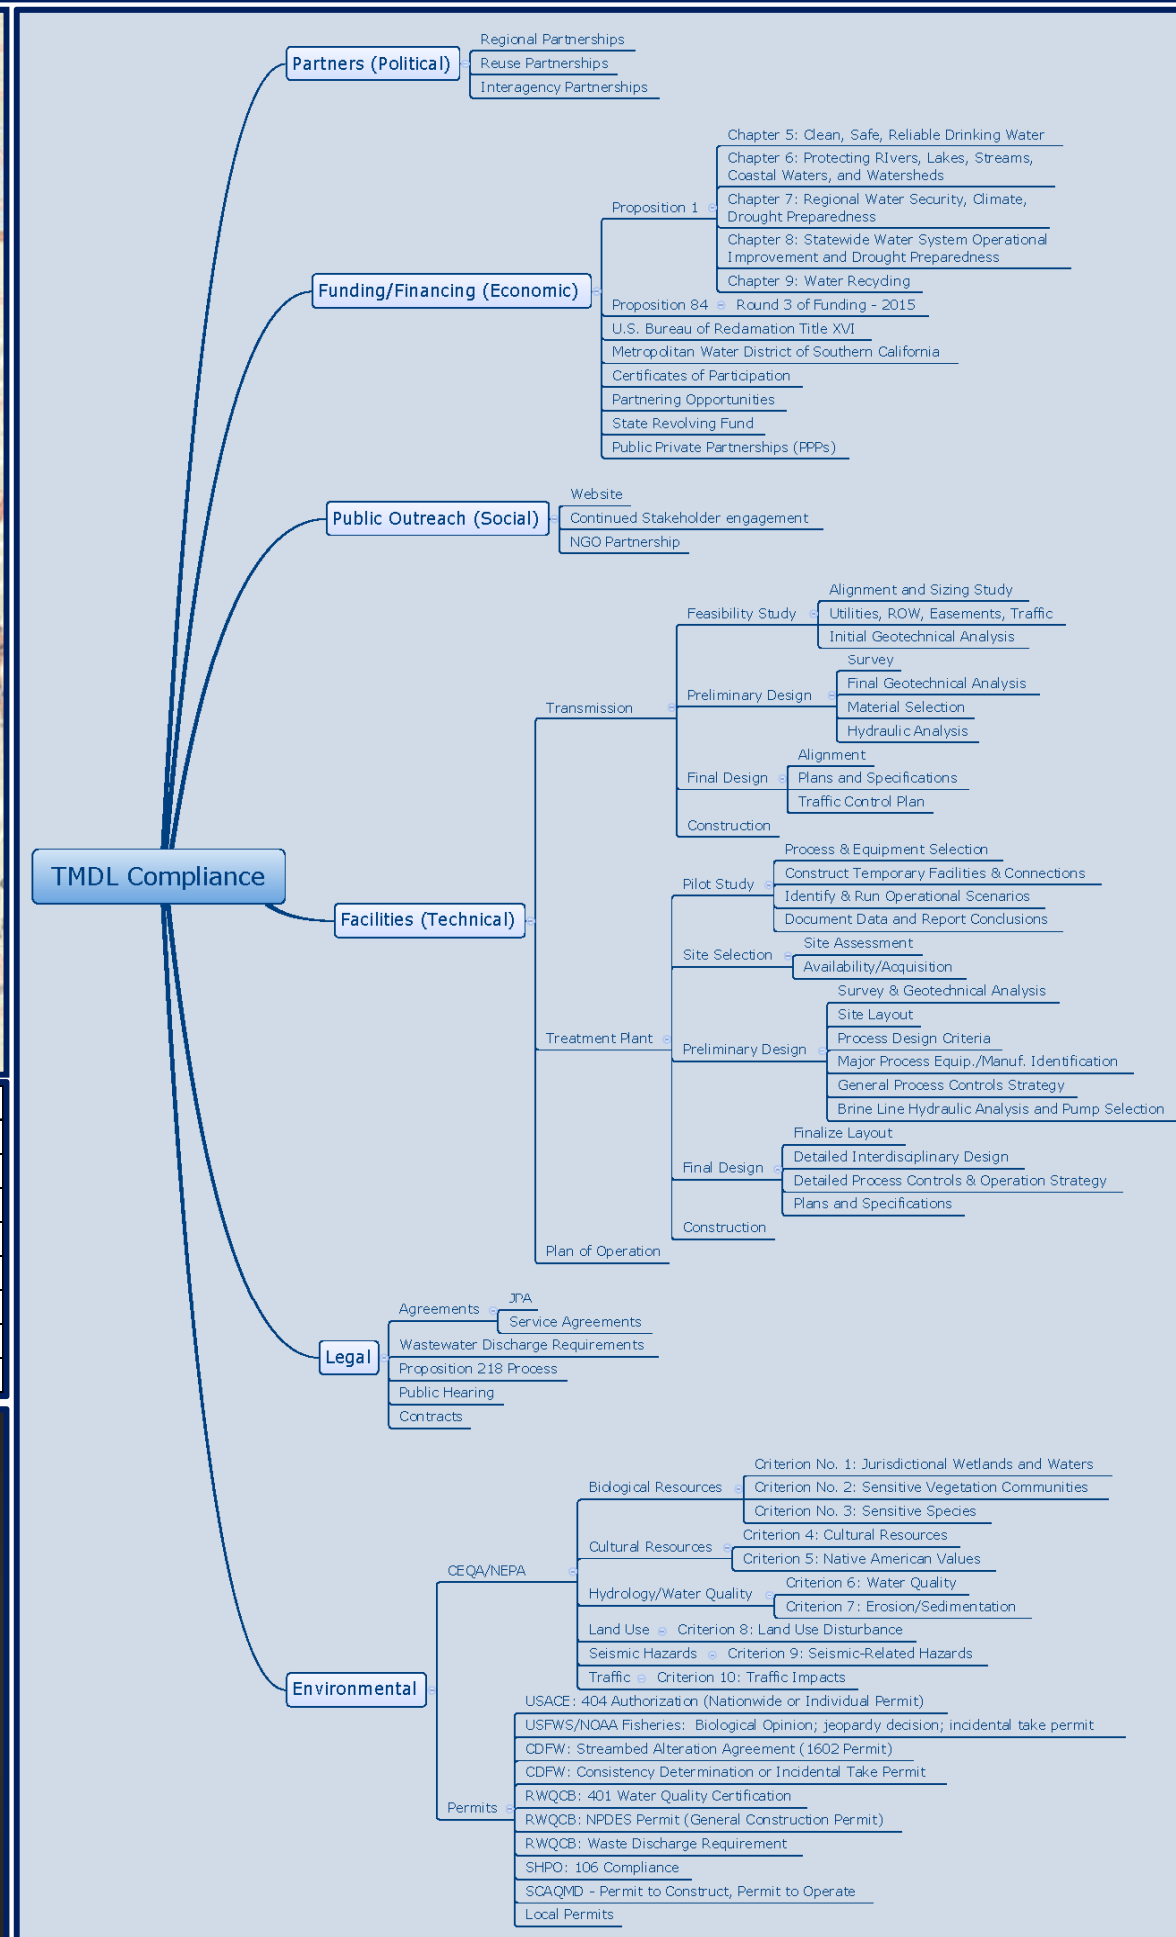 Partners (Political)
Regional Partnerships
Reuse Partnerships
Interagency Partnerships
Funding/Financing (Economic)
Proposition 1
Chapter 5: Clean, Safe, Reliable Drinking Water
Chapter 6: Protecting RIvers, Lakes, Streams,
Coastal Waters, and Watersheds
Chapter 7: Regional Water Security, Climate,
Drought Preparedness
Chapter 8: Statewide Water System Operational
Improvement and Drought Preparedness
Chapter 9: Water Recycling
Proposition 84
Round 3 of Funding - 2015
U.S. Bureau of Reclamation Title XVI
Metropolitan Water District of Southern California
Certificates of Participation
Partnering Opportunities
State Revolving Fund
Public Private Partnerships (PPPs)
Public Outreach (Social)
Website
Continued Stakeholder engagement
NGO Partnership
TMDL Compliance
Facilities (Technical)
Transmission
Feasibility Study
Alignment and Sizing Study
Utilities, ROW, Easements, Traffic
Initial Geotechnical Analysis
Preliminary Design
Survey
Final Geotechnical Analysis
Material Selection
Hydraulic Analysis
Final Design
Alignment
Plans and Specifications
Traffic Control Plan
Construction
Treatment Plant
Pilot Study
Process & Equipment Selection
Construct Temporary Facilities & Connections
Identify & Run Operational Scenarios
Document Data and Report Conclusions
Site Selection
Site Assessment
Availability/Acquisition
Preliminary Design
Survey & Geotechnical Analysis
Site Layout
Process Design Criteria
Major Process Equip./Manuf. Identification
General Process Controls Strategy
Brine Line Hydraulic Analysis and Pump Selection
Final Design
Finalize Layout
Detailed Interdisciplinary Design
Detailed Process Controls & Operation Strategy
Plans and Specifications
Construction
Plan of Operation
Legal
Agreements
JPA
Service Agreements
Wastewater Discharge Requirements
Proposition 218 Process
Public Hearing
Contracts
Environmental
CEQA/NEPA
Biological Resources
Criterion No. 1: Jurisdictional Wetlands and Waters
Criterion No. 2: Sensitive Vegetation Communities
Criterion No. 3: Sensitive Species
Cultural Resources
Criterion 4: Cultural Resources
Criterion 5: Native American Values
Hydrology/Water Quality
Criterion 6: Water Quality
Criterion 7: Erosion/Sedimentation
Land Use
Criterion 8: Land Use Disturbance
Seismic Hazards
Criterion 9: Seismic-Related Hazards
Traffic
Criterion 10: Traffic Impacts
Permits
USACE: 404 Authorization (Nationwide or Individual Permit)
USFWS/NOAA Fisheries: Biological Opinion; jeopardy decision; incidental take permit
CDFW: Streambed Alteration Agreement (1602 Permit)
CDFW: Consistency Determination or Incidental Take Permit
RWQCB: 401 Water Quality Certification
RWQCB: NPDES Permit (General Construction Permit)
RWQCB: Waste Discharge Requirement
SHPO: 106 Compliance
SCAQMD - Permit to Construct, Permit to Operate
Local Permits